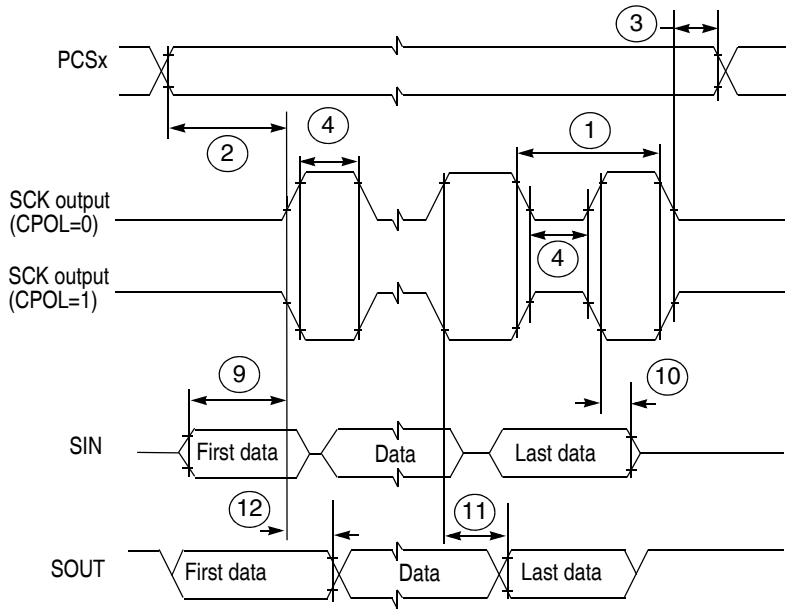 3
PCSx
2
4
1
SCK output
(CPOL=0)
4
SCK output
(CPOL=1)
9
10
SIN
First data
Data
Last data
12
11
SOUT
First data
Data
Last data